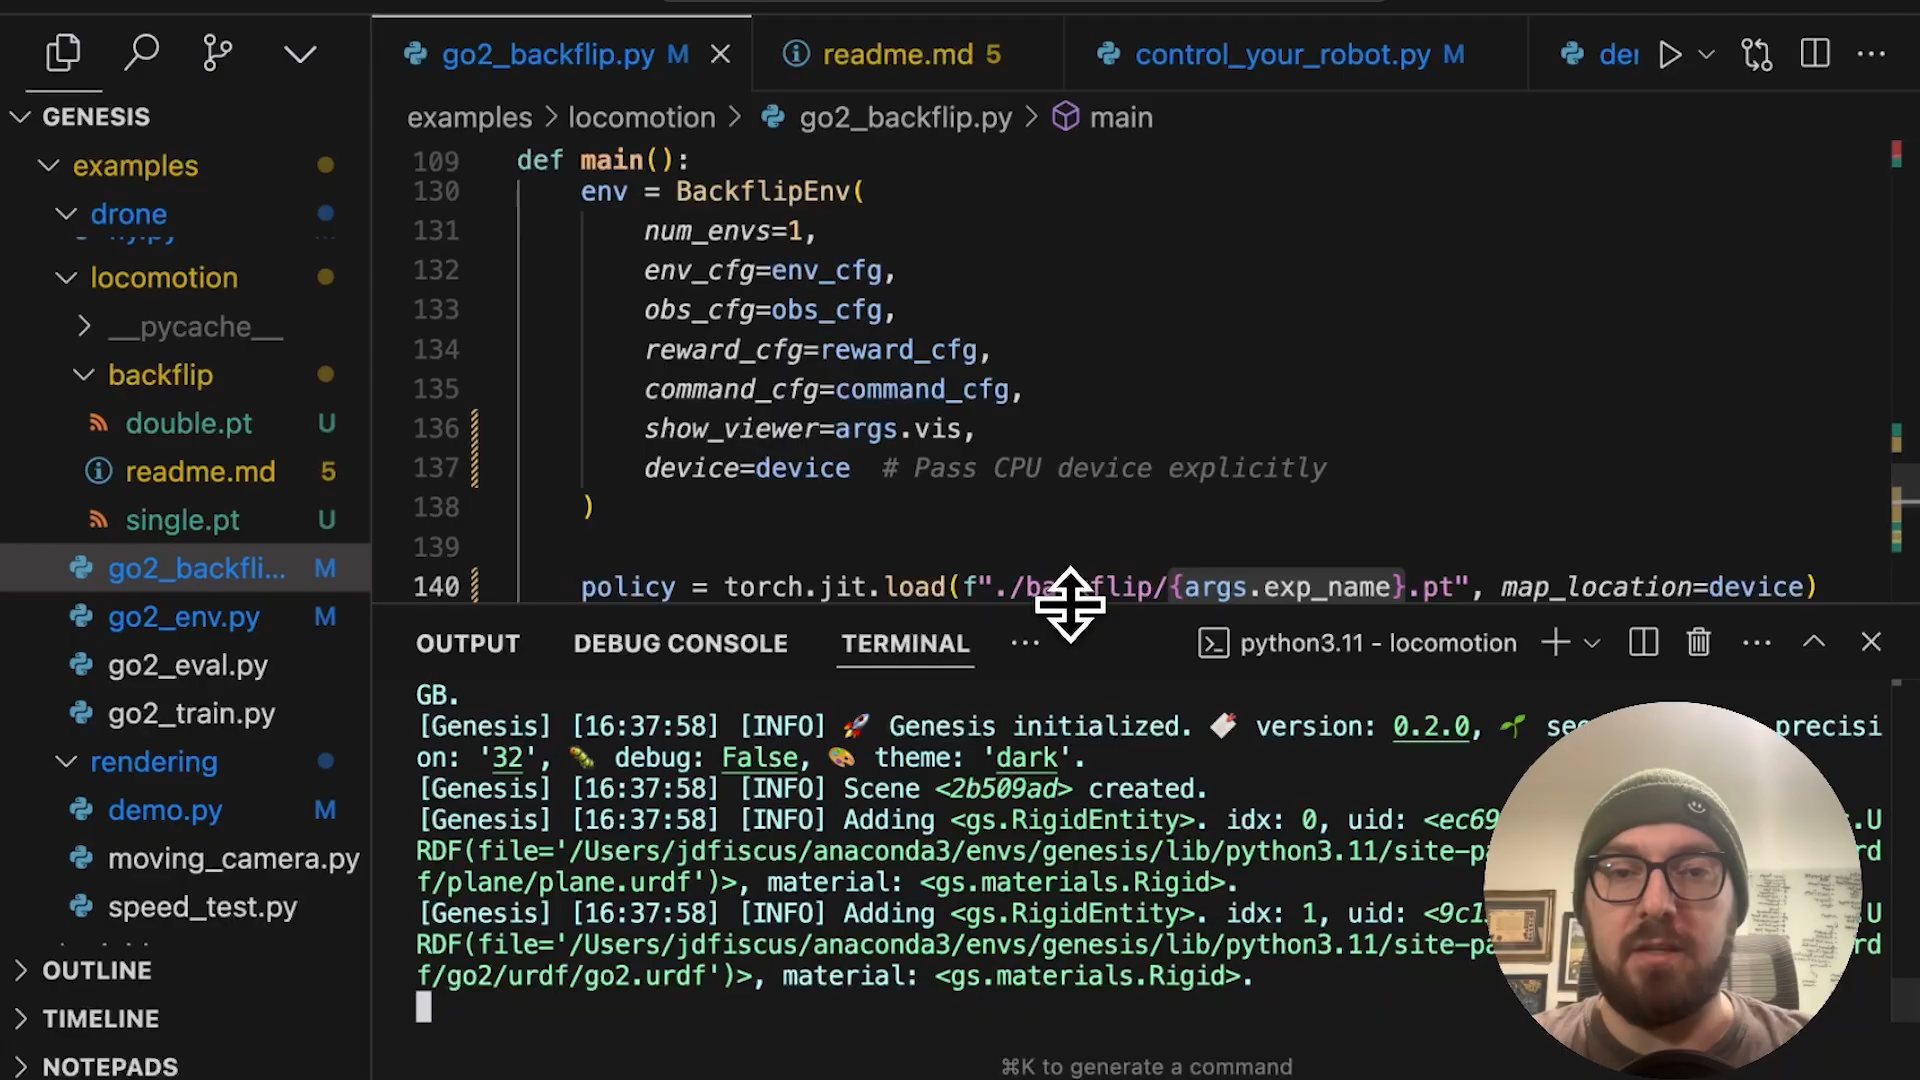 go2_backflip.py M
readme.md 5
control_your_robot.py M
GENESIS
examples
drone
locomotion
__pycache__
backflip
double.pt U
readme.md 5
single.pt U
go2_backfli... M
go2_env.py M
go2_eval.py
go2_train.py
rendering
demo.py M
moving_camera.py
speed_test.py
OUTLINE
TIMELINE
NOTEPADS
examples > locomotion > go2_backflip.py > main
109 def main():
130 env = BackflipEnv(
131 num_envs=1,
132 env_cfg=env_cfg,
133 obs_cfg=obs_cfg,
134 reward_cfg=reward_cfg,
135 command_cfg=command_cfg,
136 show_viewer=args.vis,
137 device=device # Pass CPU device explicitly
138 )
139
140 policy = torch.jit.load(f"./backflip/{args.exp_name}.pt", map_location=device)
OUTPUT DEBUG CONSOLE TERMINAL ... python3.11 - locomotion
GB.
[Genesis] [16:37:58] [INFO] 🚀 Genesis initialized. 🔖 version: 0.2.0, 🌱 precisi
on: '32', 🐛 debug: False, 🎨 theme: 'dark'.
[Genesis] [16:37:58] [INFO] Scene <2b509ad> created.
[Genesis] [16:37:58] [INFO] Adding <gs.RigidEntity>. idx: 0, uid: <ec69 .U
RDF(file='/Users/jdfiscus/anaconda3/envs/genesis/lib/python3.11/site-p rd
f/plane/plane.urdf')>, material: <gs.materials.Rigid>.
[Genesis] [16:37:58] [INFO] Adding <gs.RigidEntity>. idx: 1, uid: <9c1 .U
RDF(file='/Users/jdfiscus/anaconda3/envs/genesis/lib/python3.11/site-p rd
f/go2/urdf/go2.urdf')>, material: <gs.materials.Rigid>.
⌘K to generate a command